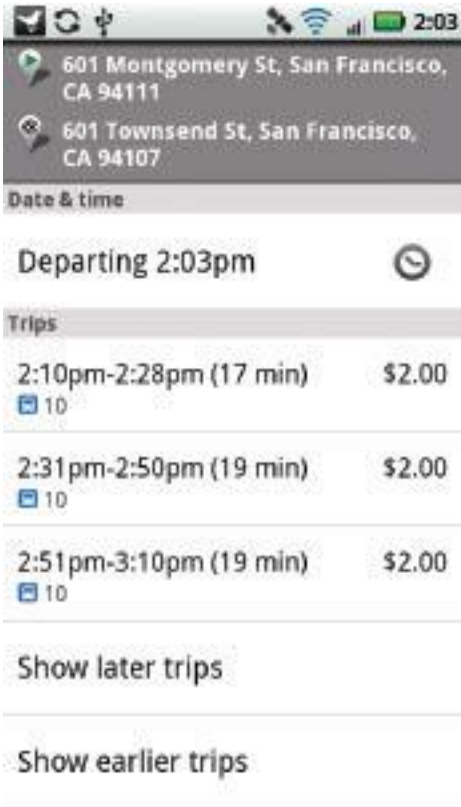 2:03
601 Montgomery St, San Francisco,
CA 94111
601 Townsend St, San Francisco,
CA 94107
Date & time
Departing 2:03pm
Trips
2:10pm-2:28pm (17 min) $2.00
10
2:31pm-2:50pm (19 min) $2.00
10
2:51pm-3:10pm (19 min) $2.00
10
Show later trips
Show earlier trips